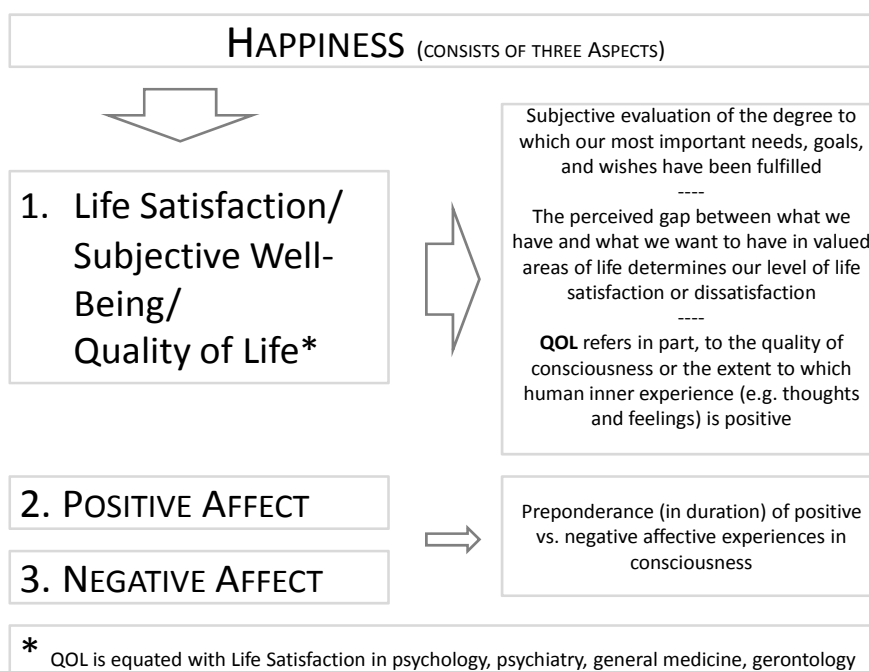 HAPPINESS (CONSISTS OF THREE ASPECTS)
1. Life Satisfaction/
Subjective Well-
Being/
Quality of Life*
Subjective evaluation of the degree to
which our most important needs, goals,
and wishes have been fulfilled
----
The perceived gap between what we
have and what we want to have in valued
areas of life determines our level of life
satisfaction or dissatisfaction
----
QOL refers in part, to the quality of
consciousness or the extent to which
human inner experience (e.g. thoughts
and feelings) is positive
2. POSITIVE AFFECT
3. NEGATIVE AFFECT
Preponderance (in duration) of positive
vs. negative affective experiences in
consciousness
* QOL is equated with Life Satisfaction in psychology, psychiatry, general medicine, gerontology